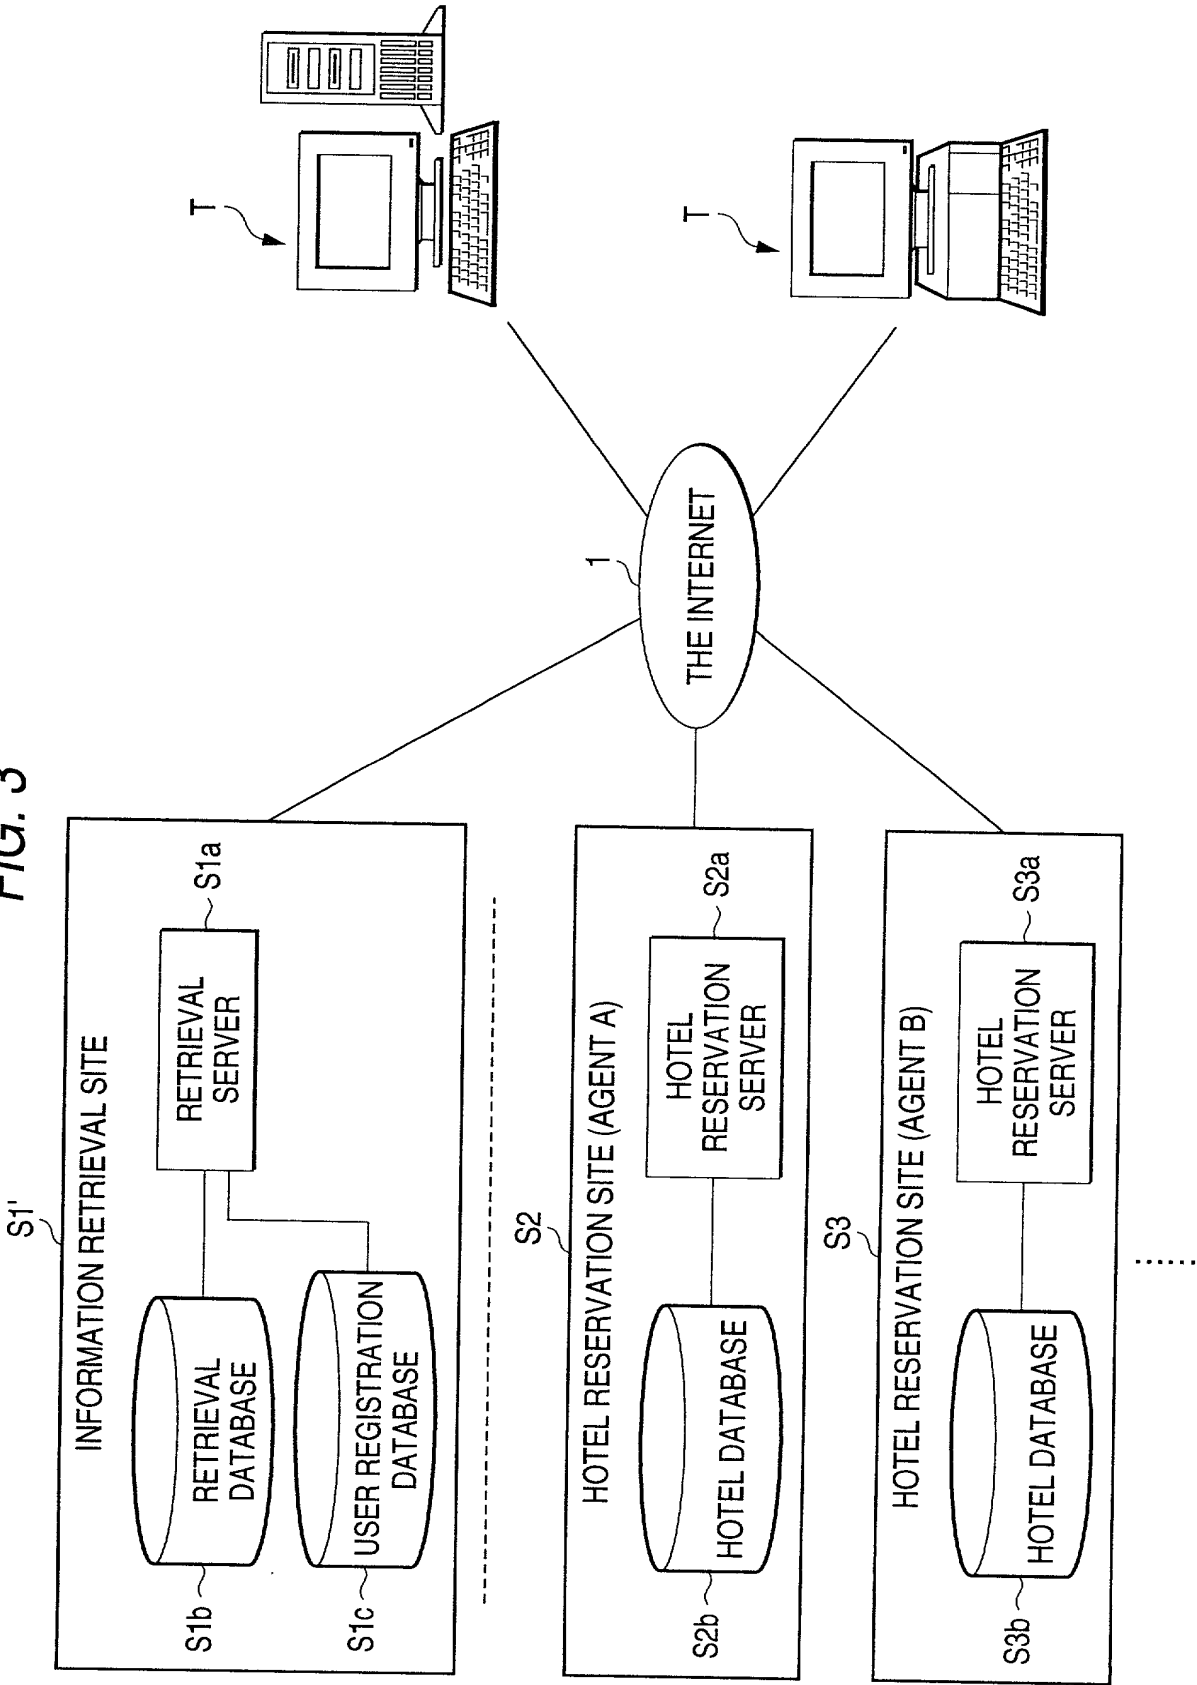 FIG. 3
S1'
INFORMATION RETRIEVAL SITE
RETRIEVAL
DATABASE
S1b
USER REGISTRATION
DATABASE
S1c
RETRIEVAL
SERVER
S1a
S2
HOTEL RESERVATION SITE (AGENT A)
HOTEL DATABASE
S2b
HOTEL
RESERVATION
SERVER
S2a
S3
HOTEL RESERVATION SITE (AGENT B)
HOTEL DATABASE
S3b
HOTEL
RESERVATION
SERVER
S3a
1
THE INTERNET
T
T